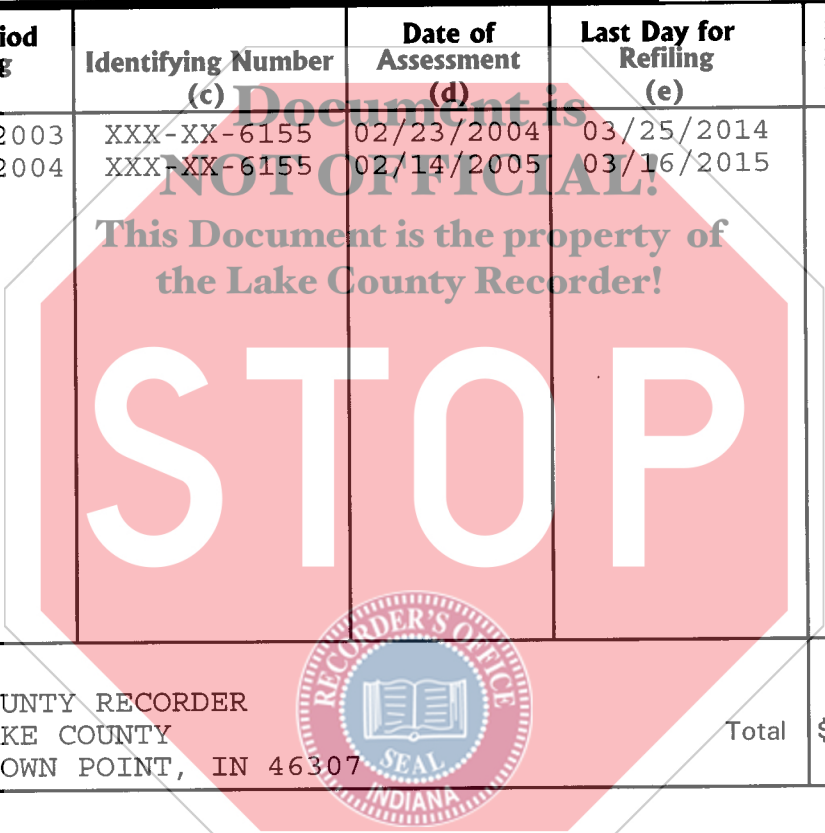 iod Identifying Number Date of Assessment Last Day for Refiling
g (c) (d) (e)
2003 XXX-XX-6155 02/23/2004 03/25/2014
2004 XXX-XX-6155 02/14/2005 03/16/2015
Document is
NOT OFFICIAL!
This Document is the property of
the Lake County Recorder!
STOP
RECORDER'S OFFICE
SEAL
INDIANA
UNTY RECORDER
KE COUNTY
OWN POINT, IN 46307
Total $